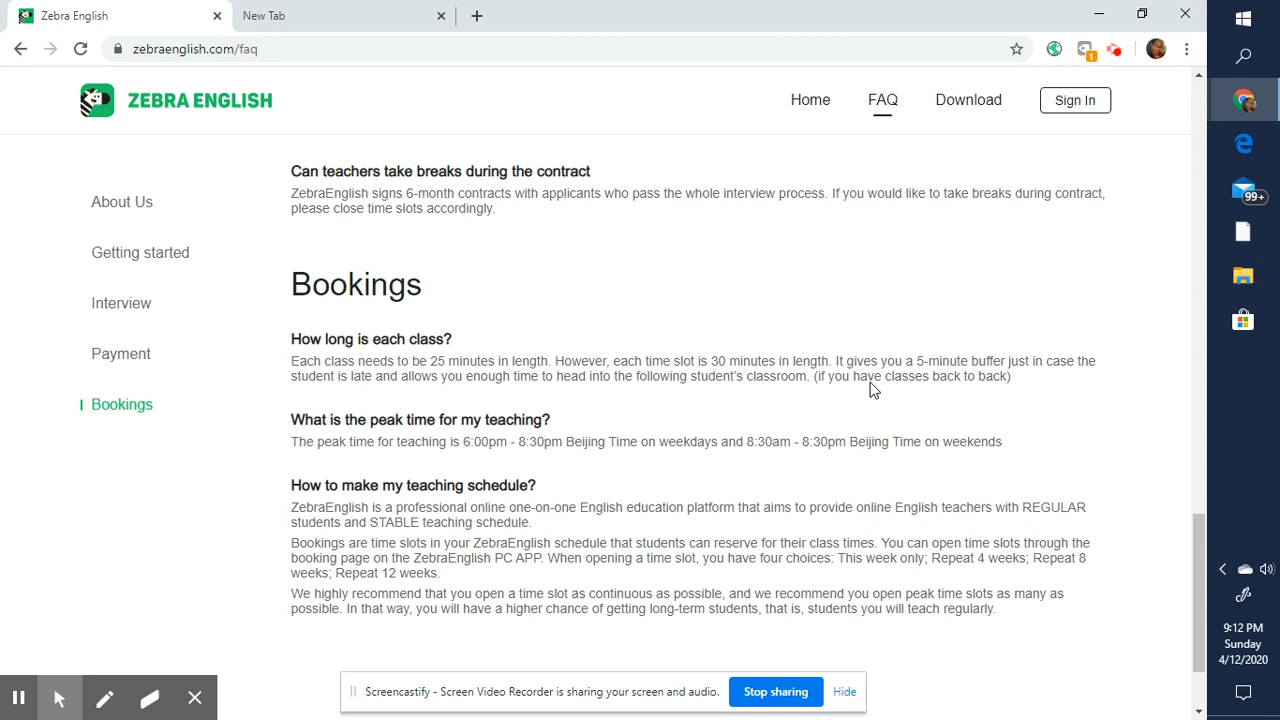 Zebra English
New Tab
zebraenglish.com/faq
1
ZEBRA ENGLISH
Home
FAQ
Download
Sign In
About Us
Getting started
Interview
Payment
Bookings
Can teachers take breaks during the contract
ZebraEnglish signs 6-month contracts with applicants who pass the whole interview process. If you would like to take breaks during contract,
please close time slots accordingly.
Bookings
How long is each class?
Each class needs to be 25 minutes in length. However, each time slot is 30 minutes in length. It gives you a 5-minute buffer just in case the
student is late and allows you enough time to head into the following student's classroom. (if you have classes back to back)
What is the peak time for my teaching?
The peak time for teaching is 6:00pm - 8:30pm Beijing Time on weekdays and 8:30am - 8:30pm Beijing Time on weekends
How to make my teaching schedule?
ZebraEnglish is a professional online one-on-one English education platform that aims to provide online English teachers with REGULAR
students and STABLE teaching schedule.
Bookings are time slots in your ZebraEnglish schedule that students can reserve for their class times. You can open time slots through the
booking page on the ZebraEnglish PC APP. When opening a time slot, you have four choices: This week only; Repeat 4 weeks; Repeat 8
weeks; Repeat 12 weeks.
We highly recommend that you open a time slot as continuous as possible, and we recommend you open peak time slots as many as
possible. In that way, you will have a higher chance of getting long-term students, that is, students you will teach regularly.
Screencastify - Screen Video Recorder is sharing your screen and audio.
Stop sharing
Hide
99+
9:12 PM
Sunday
4/12/2020